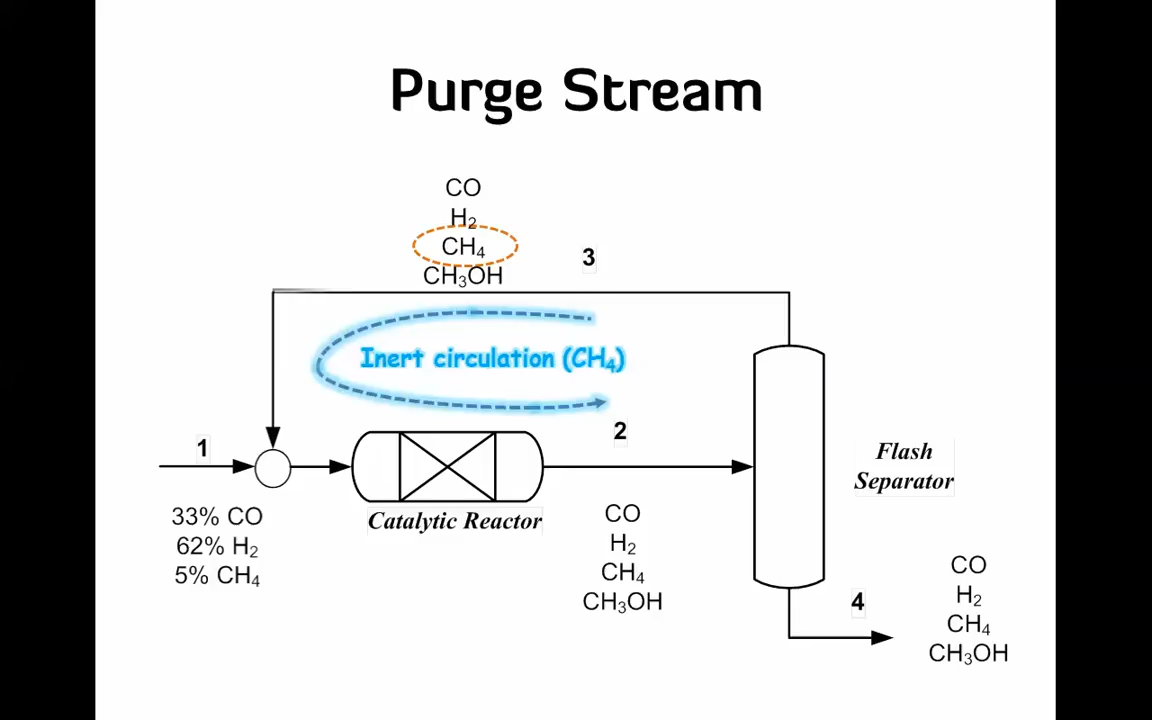 Purge Stream
CO
H₂
CH₄
CH₃OH
3
Inert circulation (CH₄)
1
2
33% CO
62% H₂
5% CH₄
Catalytic Reactor
CO
H₂
CH₄
CH₃OH
Flash
Separator
4
CO
H₂
CH₄
CH₃OH